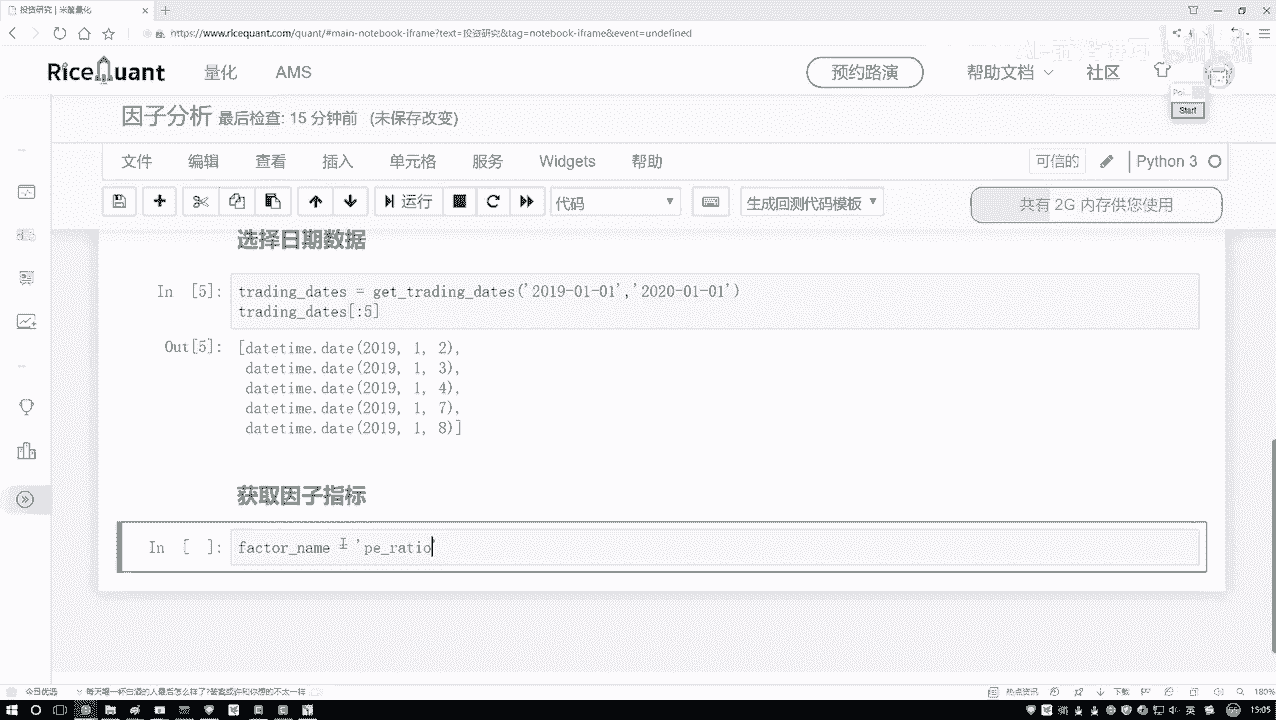 投资研究 | 米筐量化
https://www.ricequant.com/quant/#main-notebook-iframe?text=投资研究&tag=notebook-iframe&event=undefined
RiceQuant 量化 AMS 预约路演 帮助文档 社区
Start
因子分析 最后检查: 15 分钟前 (未保存改变)
文件 编辑 查看 插入 单元格 服务 Widgets 帮助 可信的 Python 3
运行 代码 生成回测代码模板 共有 2G 内存供您使用
选择日期数据
In [5]: trading_dates = get_trading_dates('2019-01-01','2020-01-01')
trading_dates[:5]
Out[5]: [datetime.date(2019, 1, 2),
datetime.date(2019, 1, 3),
datetime.date(2019, 1, 4),
datetime.date(2019, 1, 7),
datetime.date(2019, 1, 8)]
获取因子指标
In [ ]: factor_name = 'pe_ratio
今日优选 每天喝一杯白酒的人最后怎么样了?答案或许和你想的不太一样 热点资讯 下载 180%
英 15:05